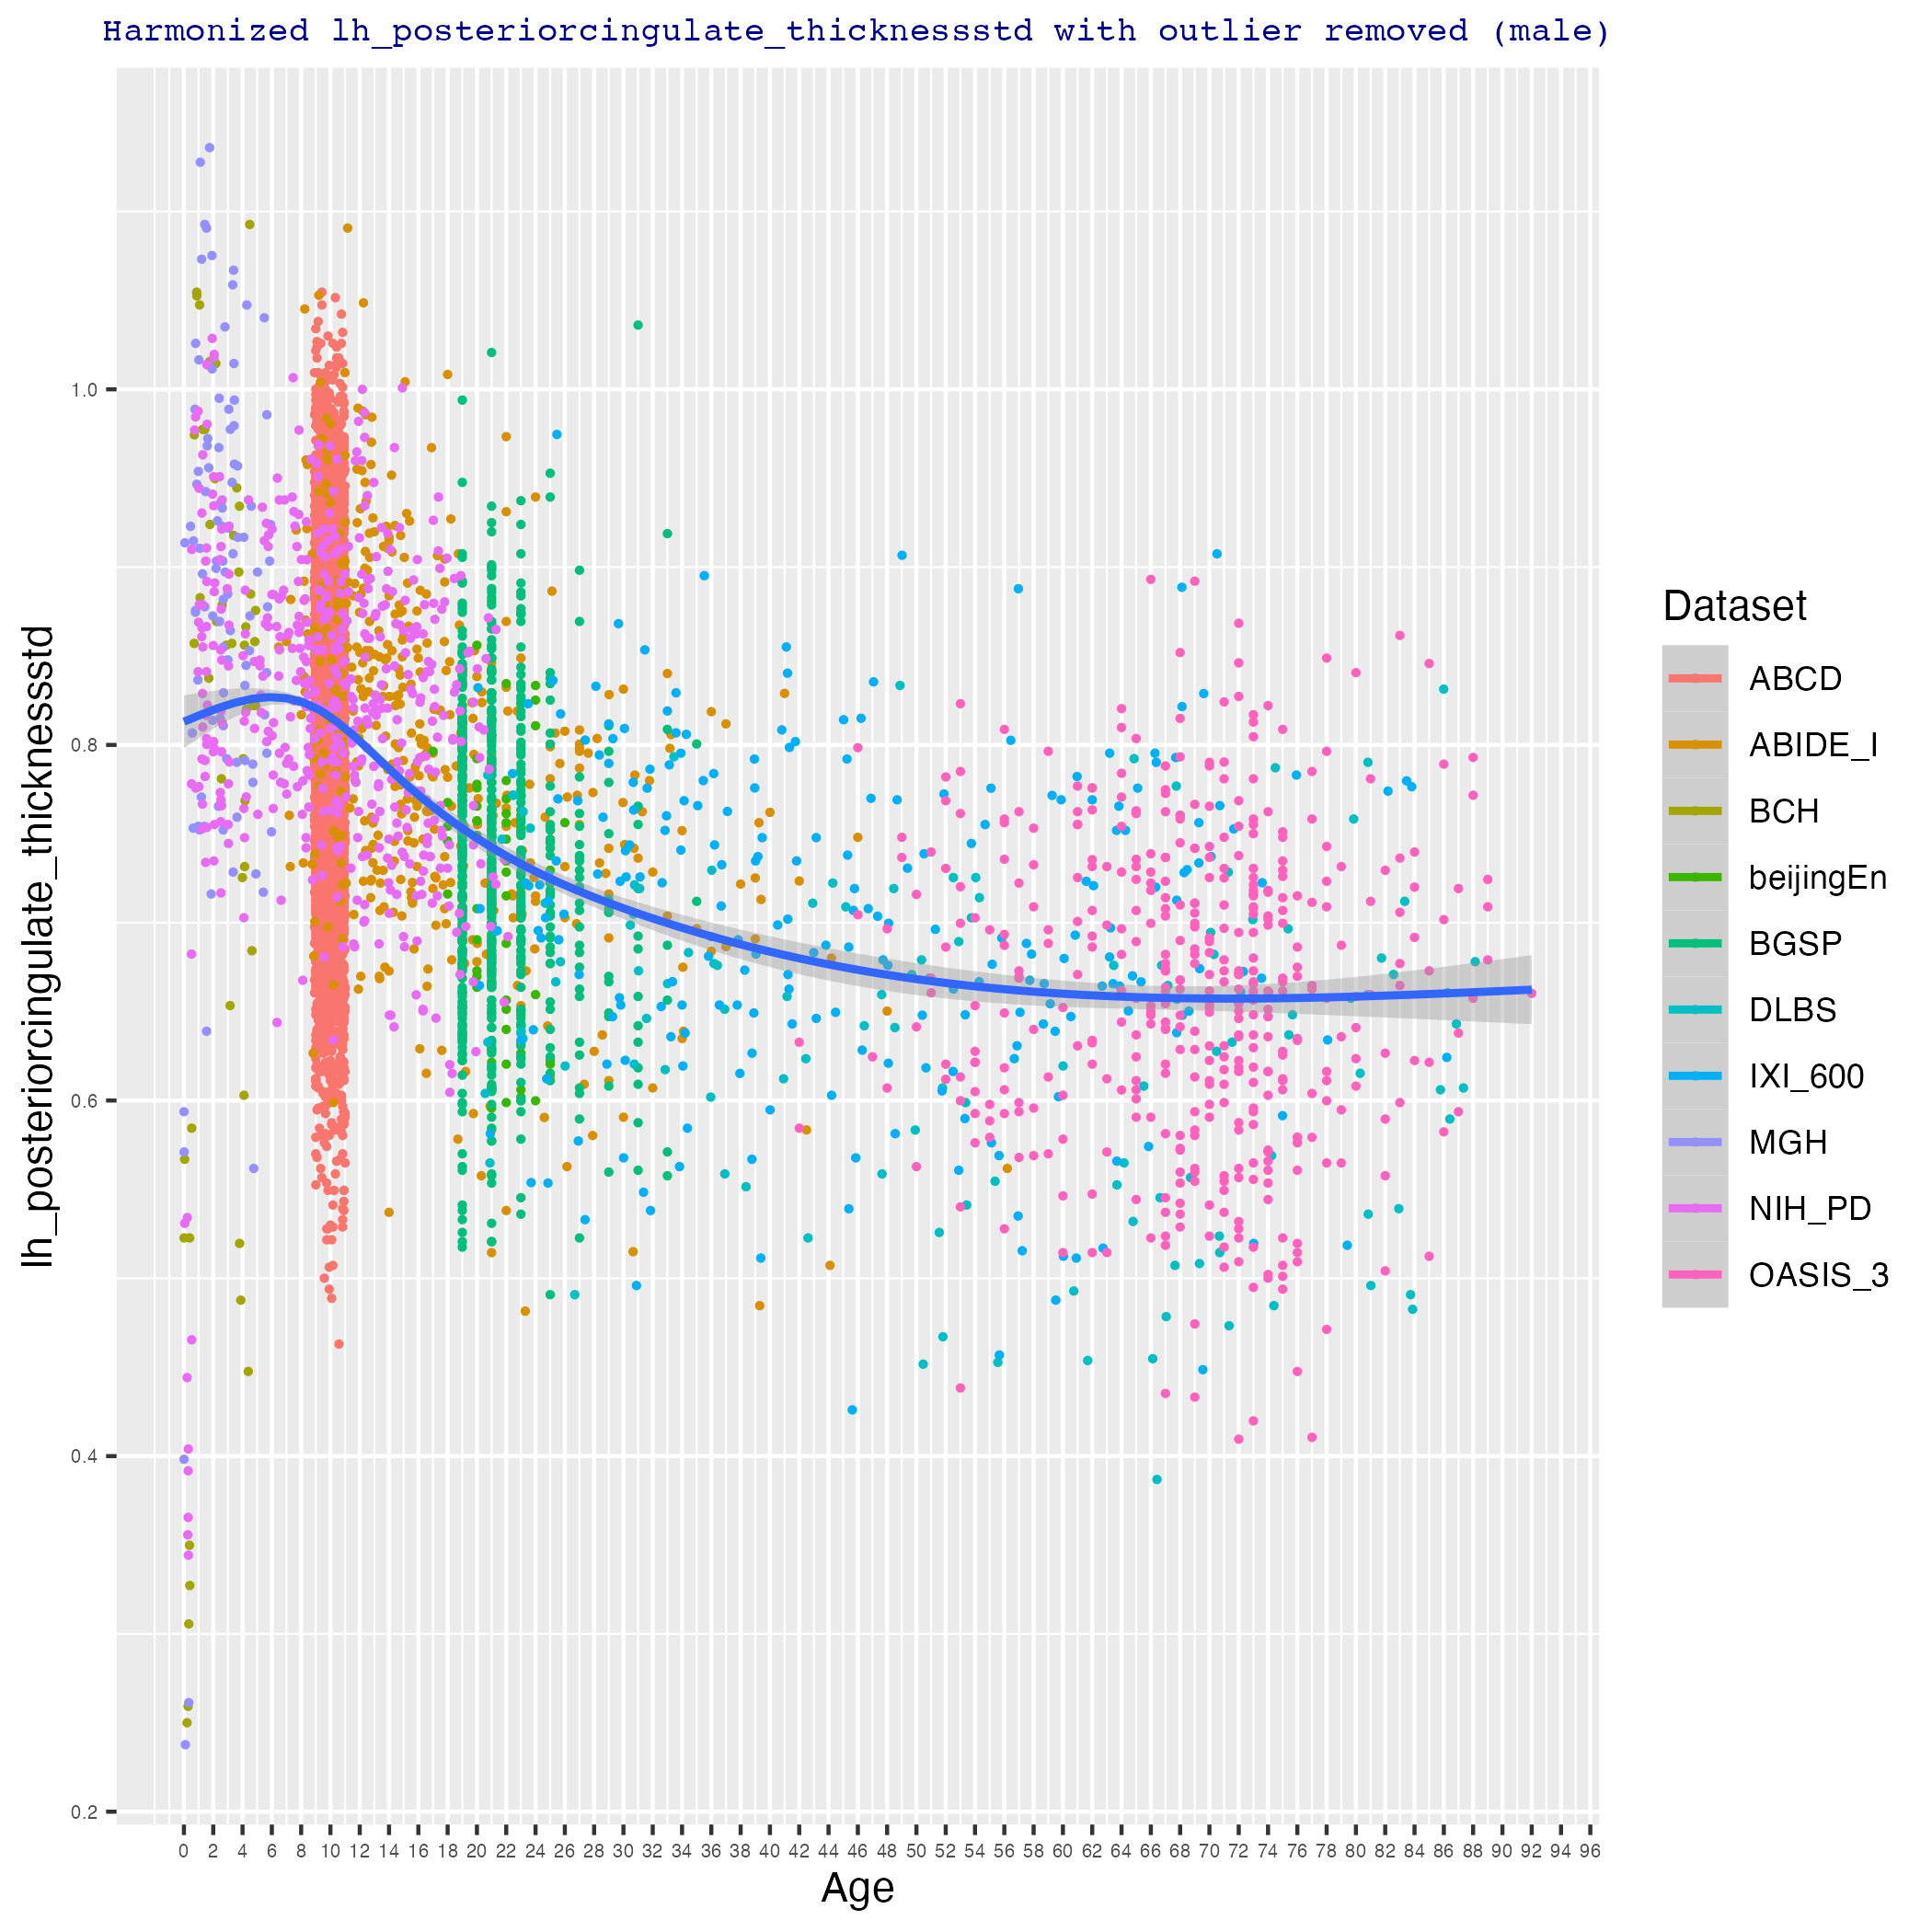 Harmonized lh_posteriorcingulate_thicknessstd with outlier removed (male)
lh_posteriorcingulate_thicknessstd
1.0
0.8
0.6
0.4
0.2
0 2 4 6 8 10 12 14 16 18 20 22 24 26 28 30 32 34 36 38 40 42 44 46 48 50 52 54 56 58 60 62 64 66 68 70 72 74 76 78 80 82 84 86 88 90 92 94 96
Age
Dataset
ABCD
ABIDE_I
BCH
beijingEn
BGSP
DLBS
IXI_600
MGH
NIH_PD
OASIS_3